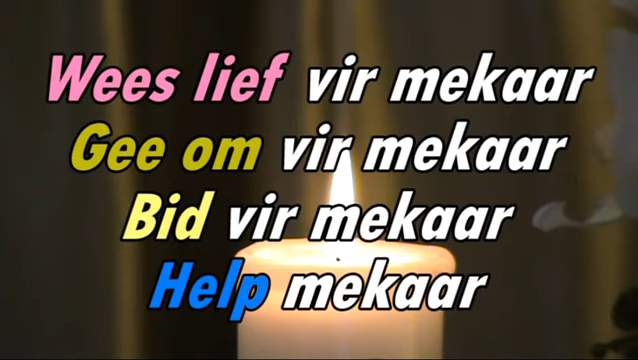 Wees lief vir mekaar
Gee om vir mekaar
Bid vir mekaar
Help mekaar